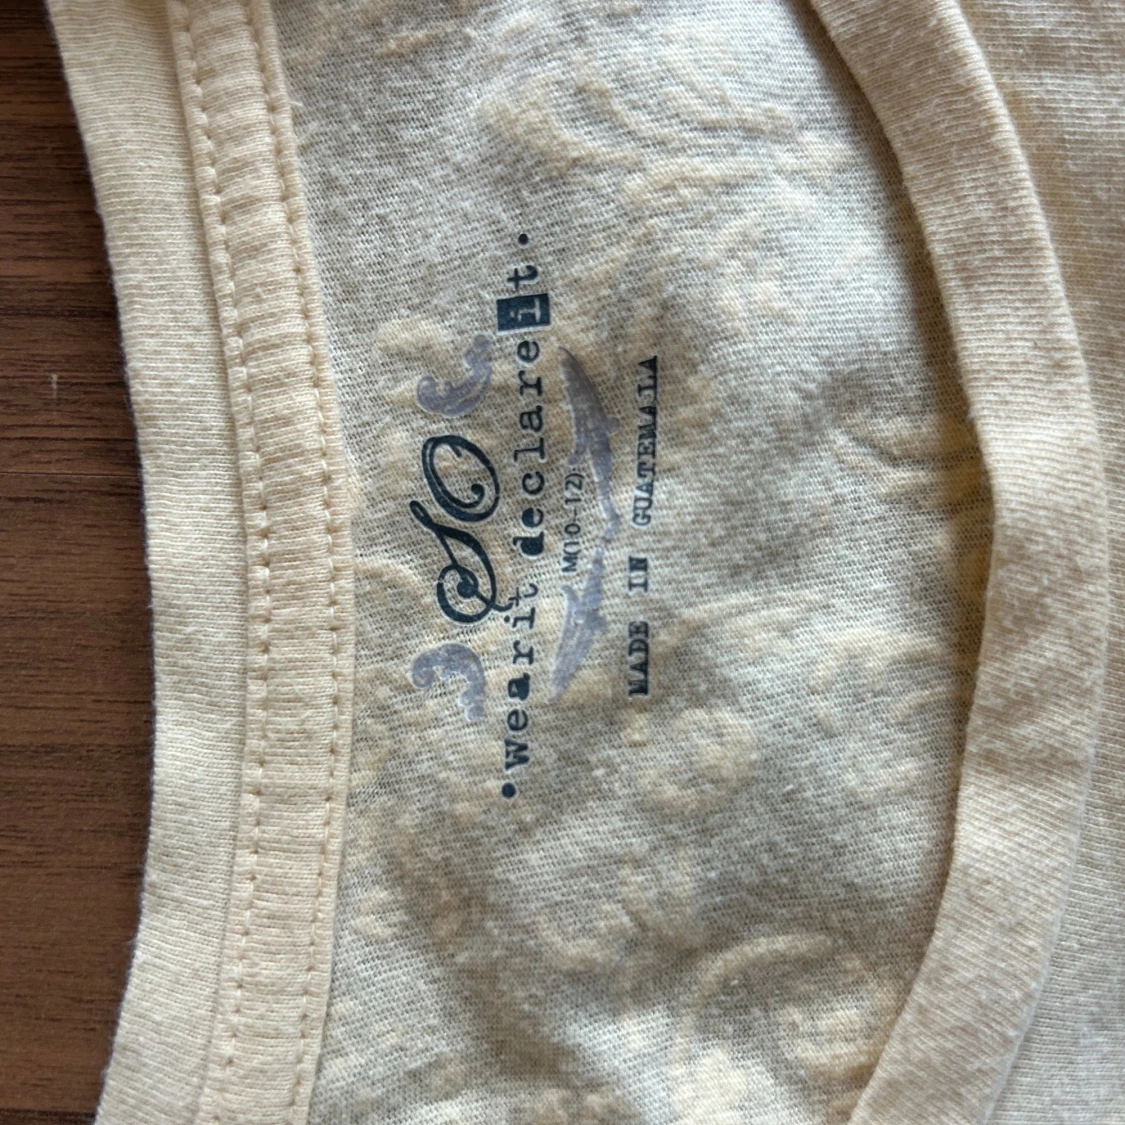 SO
•wear it declare it•
M(10-12)
MADE IN GUATEMALA